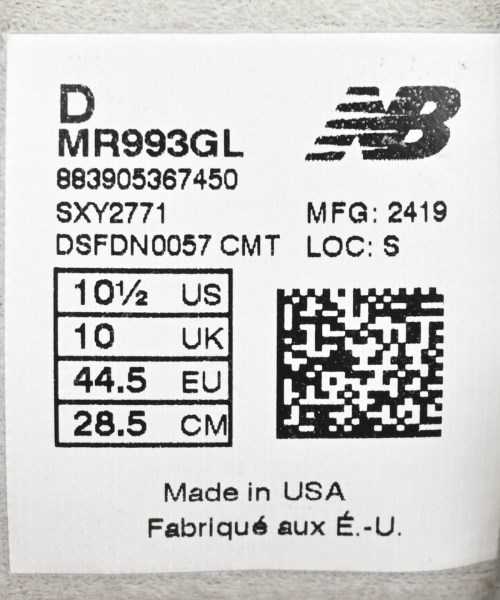 D
NB
MR993GL
883905367450
SXY2771
MFG: 2419
DSFDN0057 CMT
LOC: S
10½ US
10 UK
44.5 EU
28.5 CM
Made in USA
Fabriqué aux É.-U.